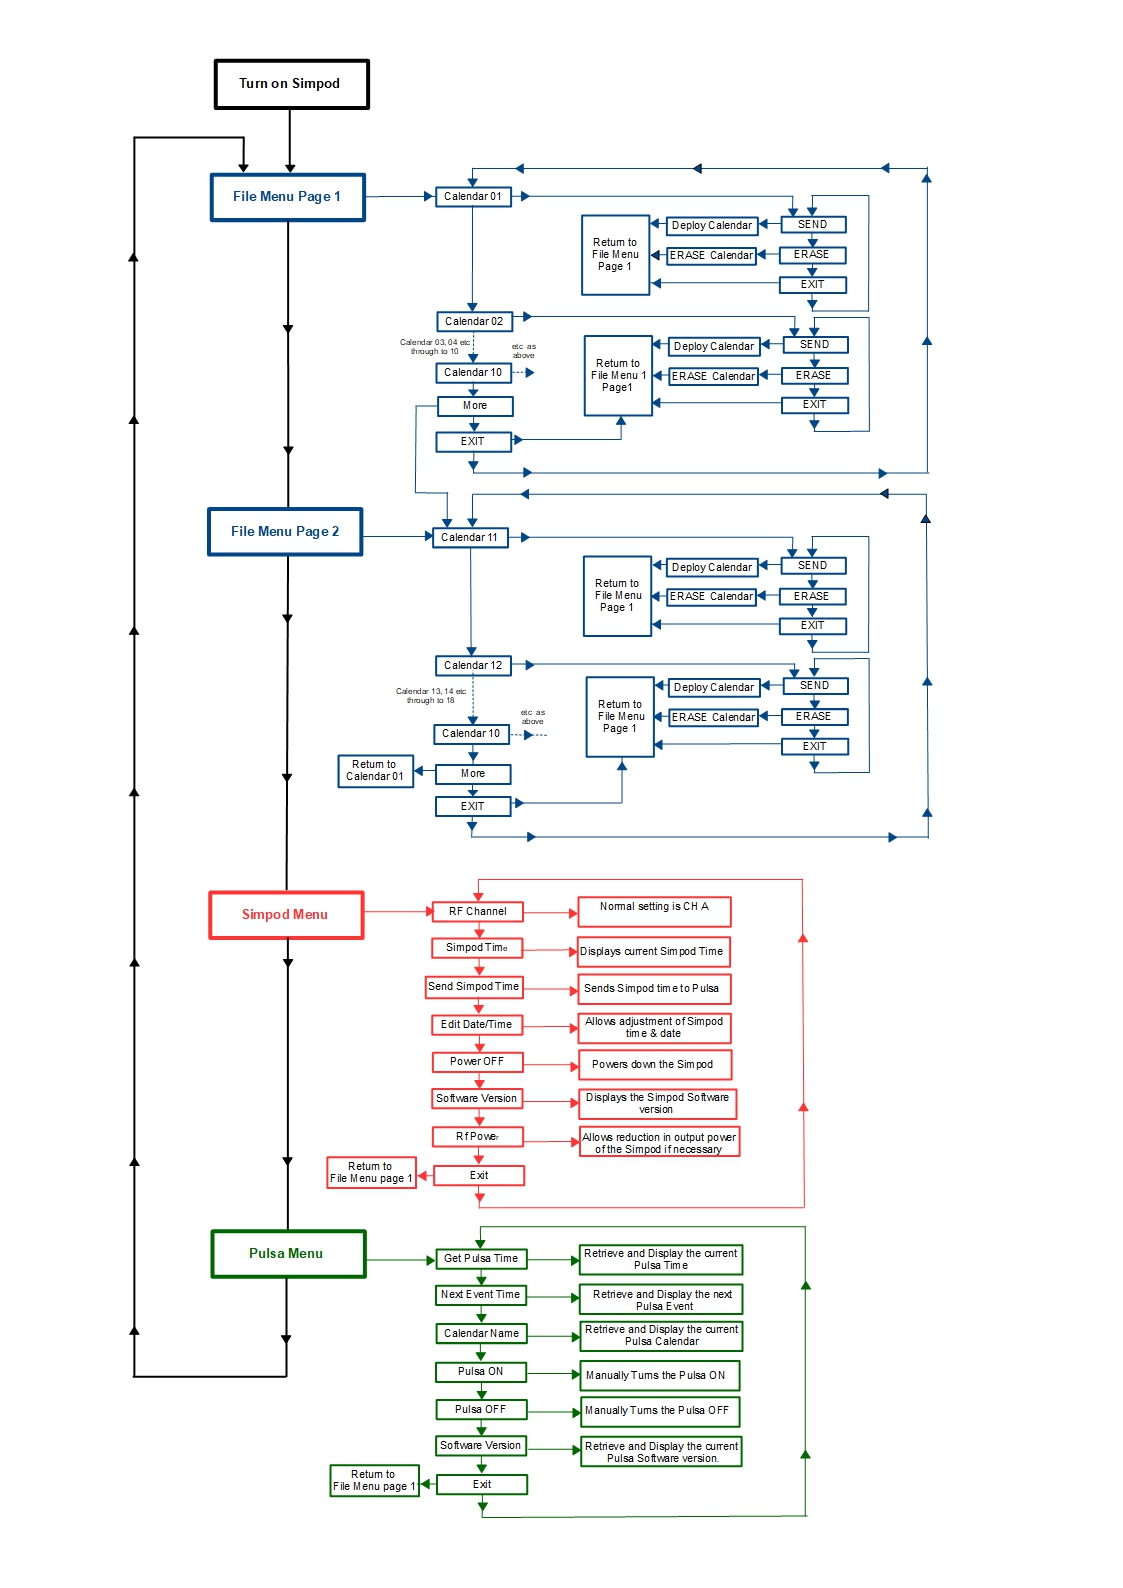 Turn on Simpod
File Menu Page 1
Calendar 01
SEND
Deploy Calendar
Return to
File Menu
Page 1
ERASE Calendar
ERASE
EXIT
Calendar 02
Calendar 03, 04 etc
through to 10
etc as
above
SEND
Deploy Calendar
Return to
File Menu 1
Page1
ERASE Calendar
ERASE
EXIT
Calendar 10
More
EXIT
File Menu Page 2
Calendar 11
SEND
Deploy Calendar
Return to
File Menu
Page 1
ERASE Calendar
ERASE
EXIT
Calendar 12
Calendar 13, 14 etc
through to 18
etc as
above
SEND
Deploy Calendar
Return to
File Menu
Page 1
ERASE Calendar
ERASE
EXIT
Calendar 10
Return to
Calendar 01
More
EXIT
Simpod Menu
RF Channel
Normal setting is CH A
Simpod Time
Displays current Simpod Time
Send Simpod Time
Sends Simpod time to Pulsa
Edit Date/Time
Allows adjustment of Simpod
time & date
Power OFF
Powers down the Simpod
Software Version
Displays the Simpod Software
version
Rf Power
Allows reduction in output power
of the Simpod if necessary
Return to
File Menu page 1
Exit
Pulsa Menu
Get Pulsa Time
Retrieve and Display the current
Pulsa Time
Next Event Time
Retrieve and Display the next
Pulsa Event
Calendar Name
Retrieve and Display the current
Pulsa Calendar
Pulsa ON
Manually Turns the Pulsa ON
Pulsa OFF
Manually Turns the Pulsa OFF
Software Version
Retrieve and Display the current
Pulsa Software version.
Return to
File Menu page 1
Exit